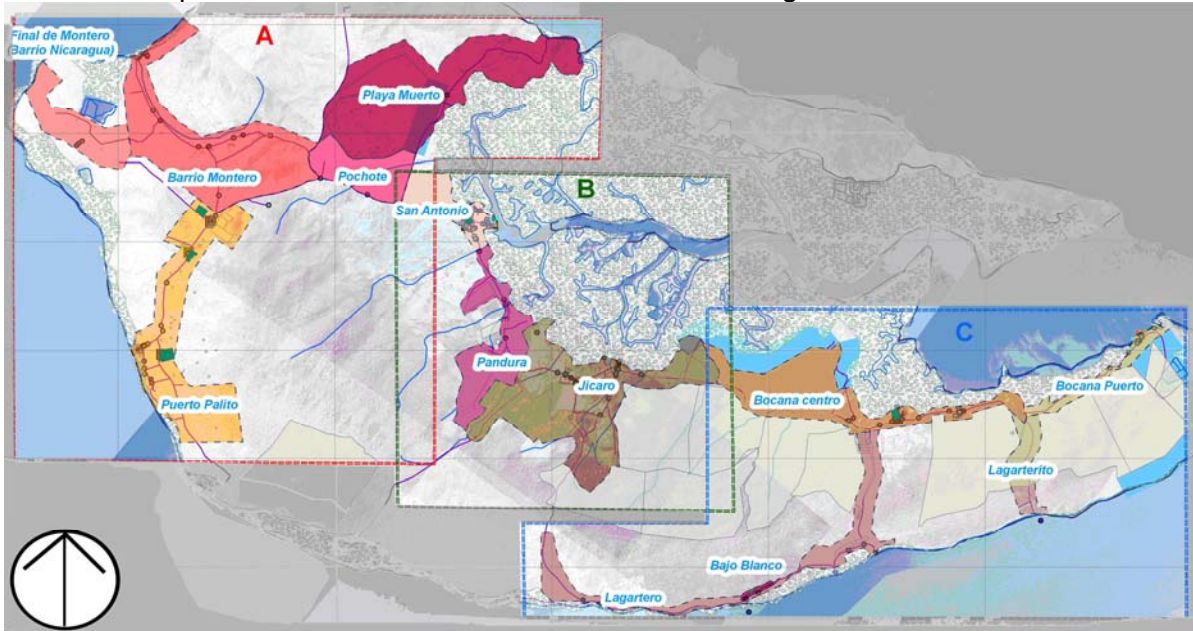 A
Final de Montero
(Barrio Nicaragua)
Playa Muerto
Barrio Montero
Pochote
B
San Antonio
Puerto Palito
Pandura
Jícaro
C
Bocana centro
Bocana Puerto
Lagarterito
Bajo Blanco
Lagartero